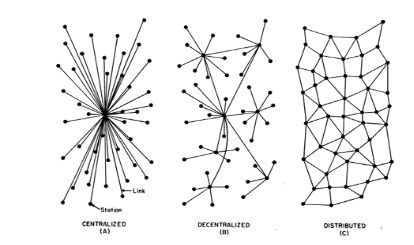 Link
Station
CENTRALIZED
(A)
DECENTRALIZED
(B)
DISTRIBUTED
(C)